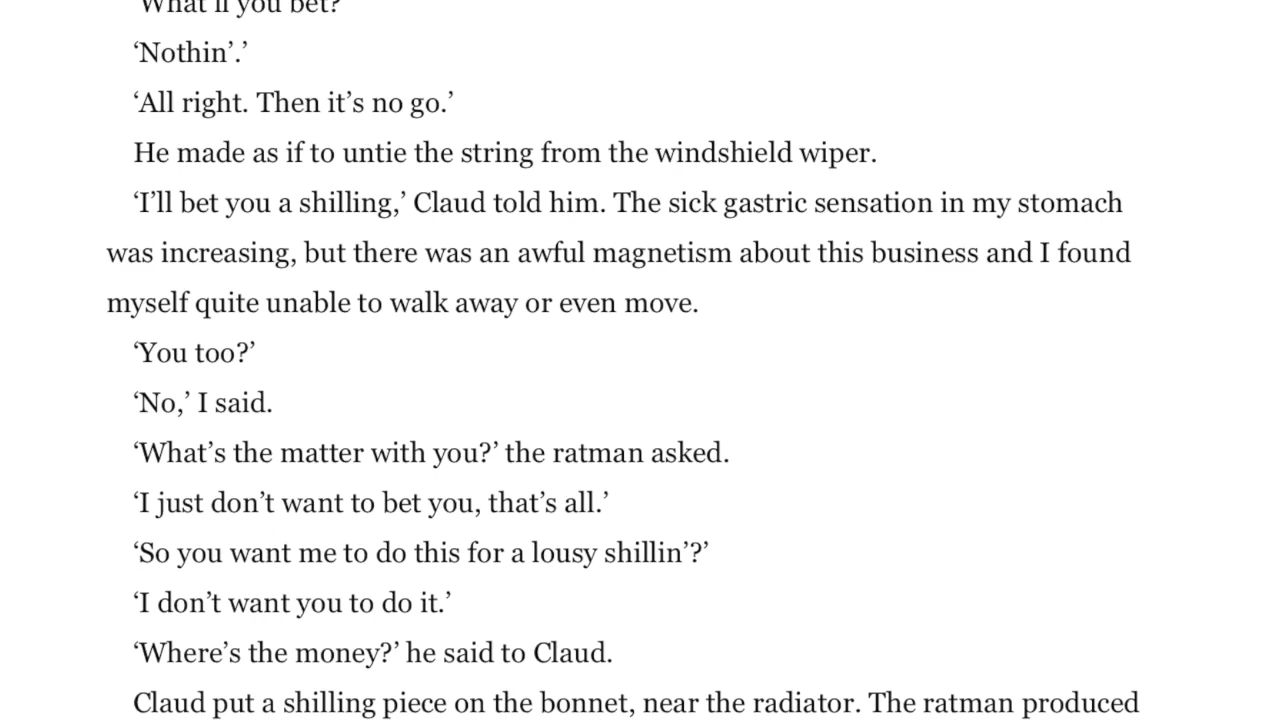 ‘What’ll you bet?’
‘Nothin’.’
‘All right. Then it’s no go.’
He made as if to untie the string from the windshield wiper.
‘I’ll bet you a shilling,’ Claud told him. The sick gastric sensation in my stomach
was increasing, but there was an awful magnetism about this business and I found
myself quite unable to walk away or even move.
‘You too?’
‘No,’ I said.
‘What’s the matter with you?’ the ratman asked.
‘I just don’t want to bet you, that’s all.’
‘So you want me to do this for a lousy shillin’?’
‘I don’t want you to do it.’
‘Where’s the money?’ he said to Claud.
Claud put a shilling piece on the bonnet, near the radiator. The ratman produced